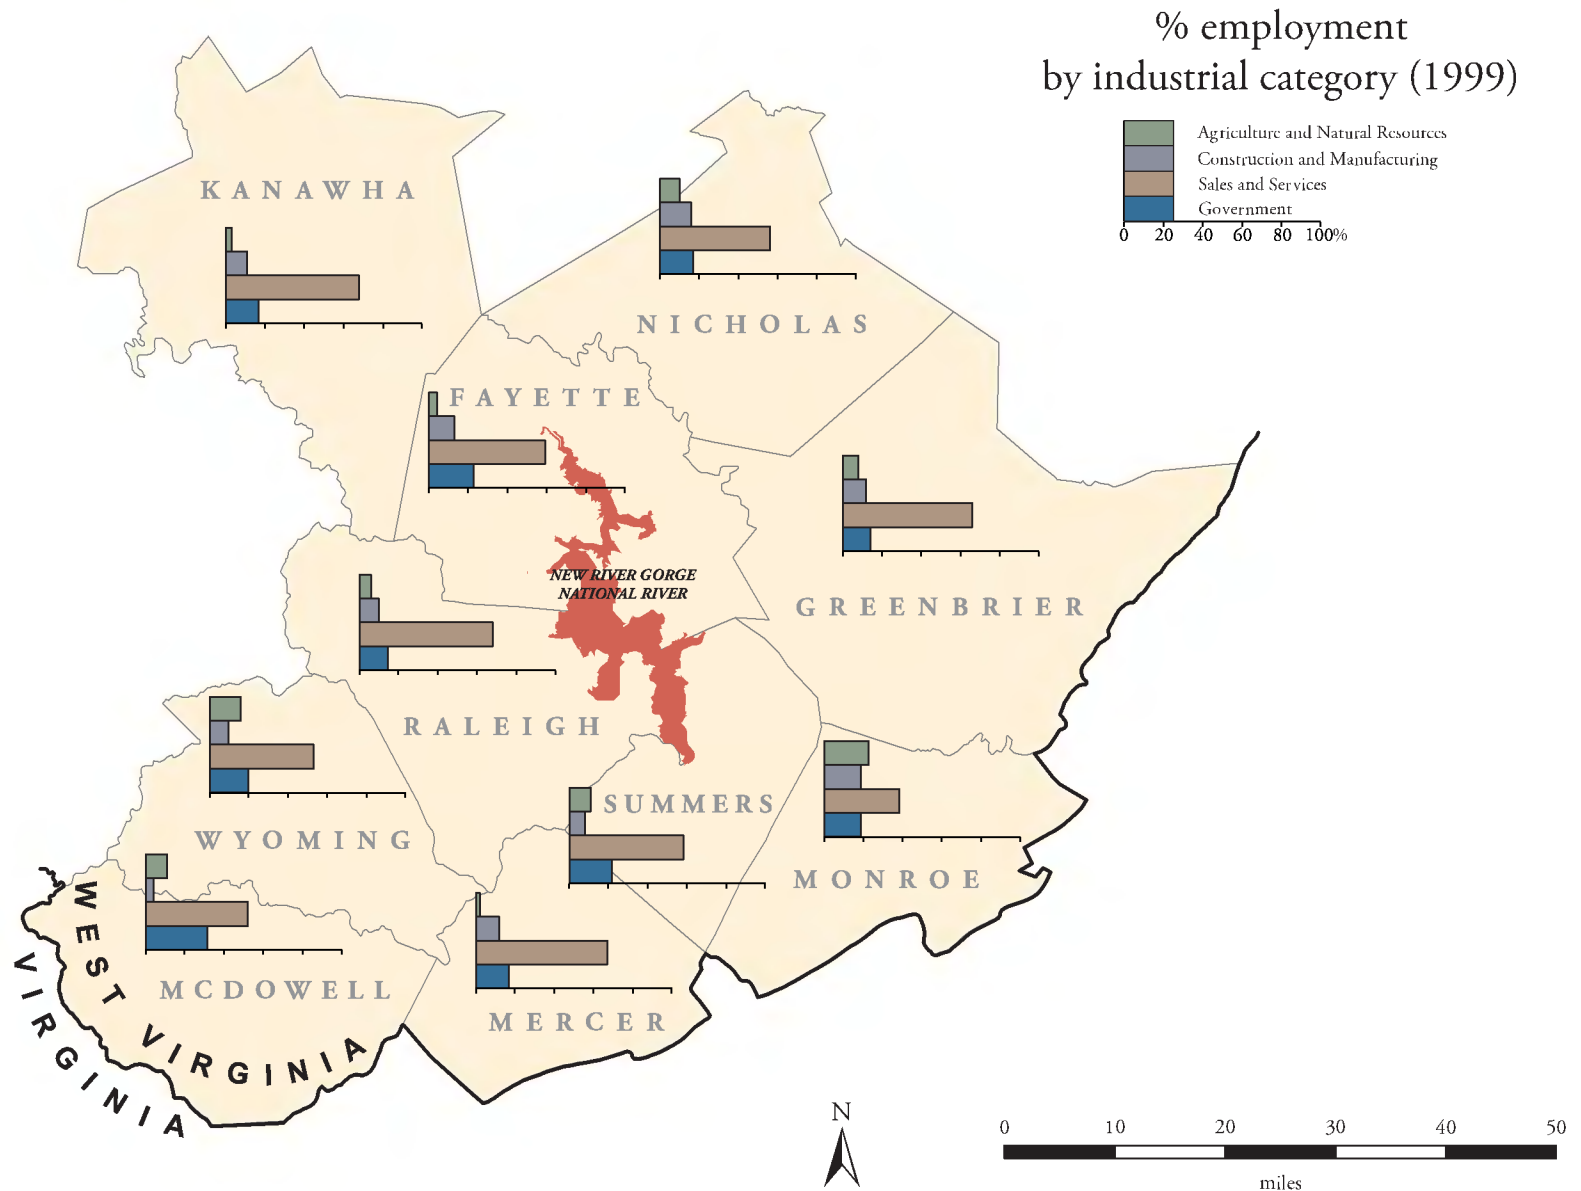 % employment
by industrial category (1999)
Agriculture and Natural Resources
Construction and Manufacturing
Sales and Services
Government
0 20 40 60 80 100%
KANAWHA
NICHOLAS
FAYETTE
NEW RIVER GORGE
NATIONAL RIVER
GREENBRIER
RALEIGH
SUMMERS
WYOMING
MONROE
MCDOWELL
MERCER
WEST VIRGINIA
VIRGINIA
N
0 10 20 30 40 50
miles